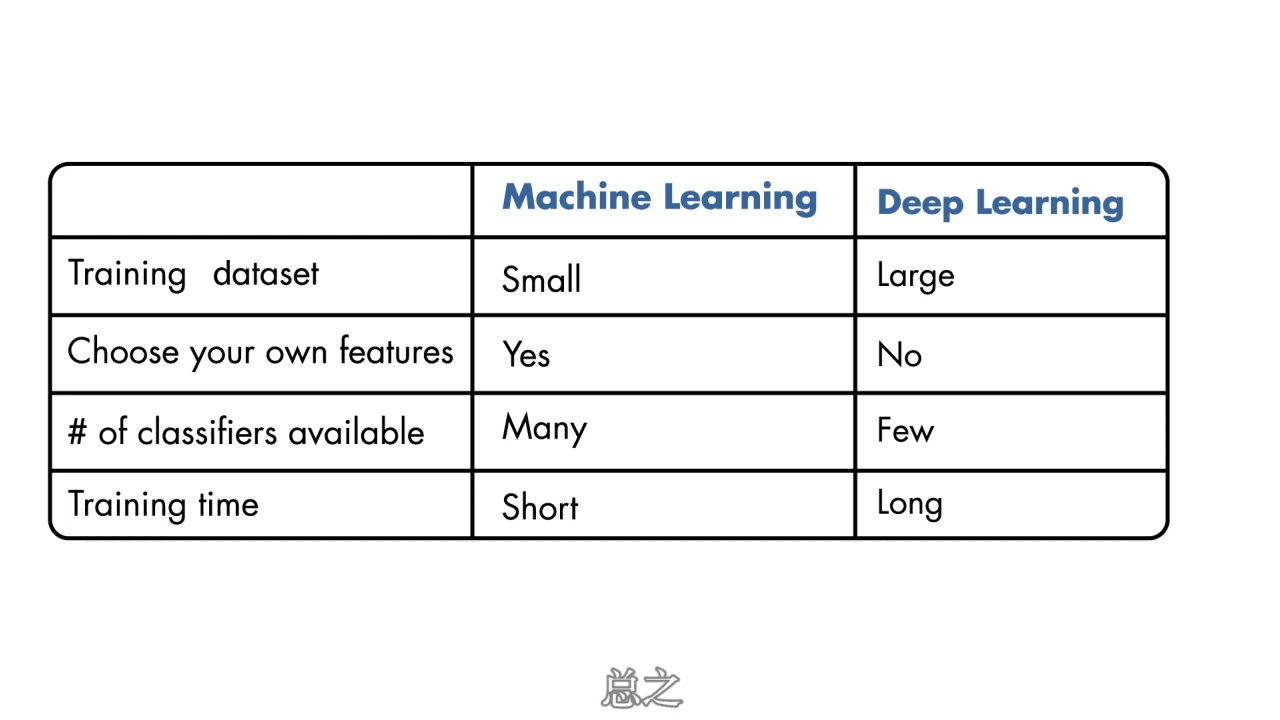 Machine Learning Deep Learning
Training dataset Small Large
Choose your own features Yes No
# of classifiers available Many Few
Training time Short Long
总之